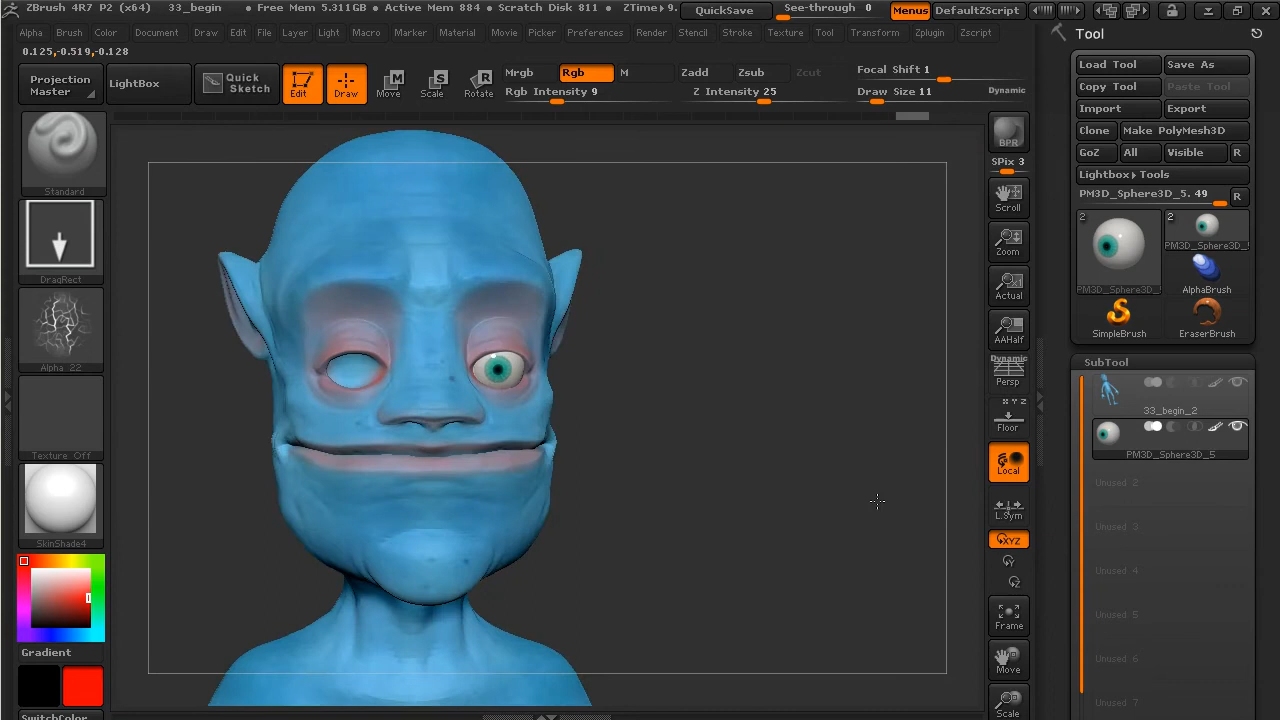 ZBrush 4R7 P2 (x64) 33_begin • Free Mem 5.311GB • Active Mem 884 • Scratch Disk 811 • ZTime▸9. QuickSave See-through 0 Menus DefaultZScript
Alpha Brush Color Document Draw Edit File Layer Light Macro Marker Material Movie Picker Preferences Render Stencil Stroke Texture Tool Transform Zplugin Zscript
Tool
0.125,-0.519,-0.128
Projection Master
LightBox
Quick Sketch
Edit
Draw
Move
Scale
Rotate
Mrgb Rgb M
Rgb Intensity 9
Zadd Zsub Zcut
Z Intensity 25
Focal Shift 1
Draw Size 11
Dynamic
Load Tool Save As
Copy Tool Paste Tool
Import Export
Clone Make PolyMesh3D
GoZ All Visible R
Lightbox▸Tools
PM3D_Sphere3D_5. 49 R
2 2
PM3D_Sphere3D_ PM3D_Sphere3D_!
AlphaBrush
SimpleBrush EraserBrush
SubTool
33_begin_2
PM3D_Sphere3D_5
Unused 2
Unused 3
Unused 4
Unused 5
Unused 6
Unused 7
Standard
DragRect
Alpha 22
Texture Off
SkinShade4
Gradient
SwitchColor
BPR
SPix 3
Scroll
Zoom
Actual
AAHalf
Dynamic
Persp
X Y Z
Floor
Local
L.Sym
XYZ
Y
Z
Frame
Move
Scale